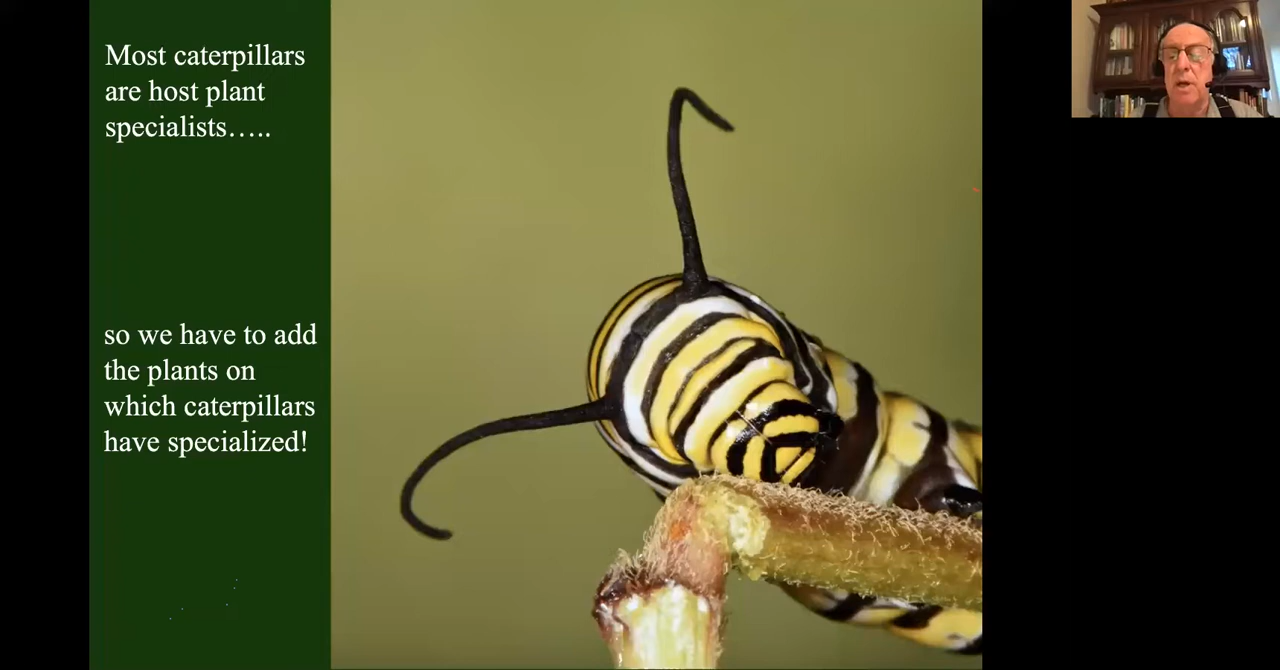 Most caterpillars
are host plant
specialists…..
so we have to add
the plants on
which caterpillars
have specialized!